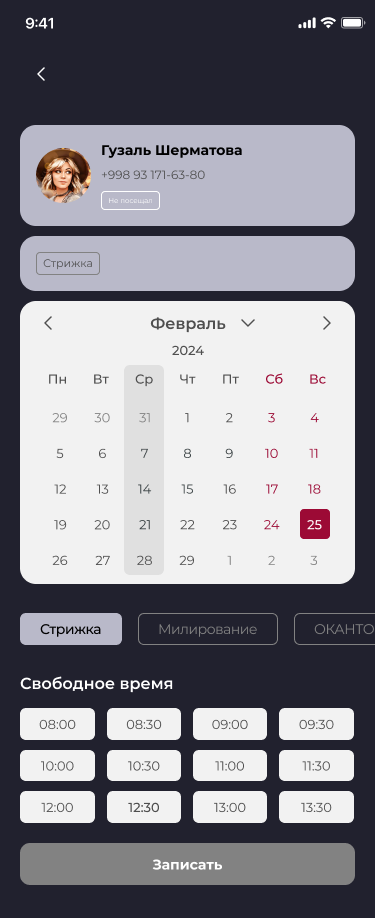 9:41
Гузаль Шерматова
+998 93 171-63-80
Не посещал
Стрижка
Февраль
2024
Пн Вт Ср Чт Пт Сб Вс
29 30 31 1 2 3 4
5 6 7 8 9 10 11
12 13 14 15 16 17 18
19 20 21 22 23 24 25
26 27 28 29 1 2 3
Стрижка Милирование ОКАНТО
Свободное время
08:00 08:30 09:00 09:30
10:00 10:30 11:00 11:30
12:00 12:30 13:00 13:30
Записать